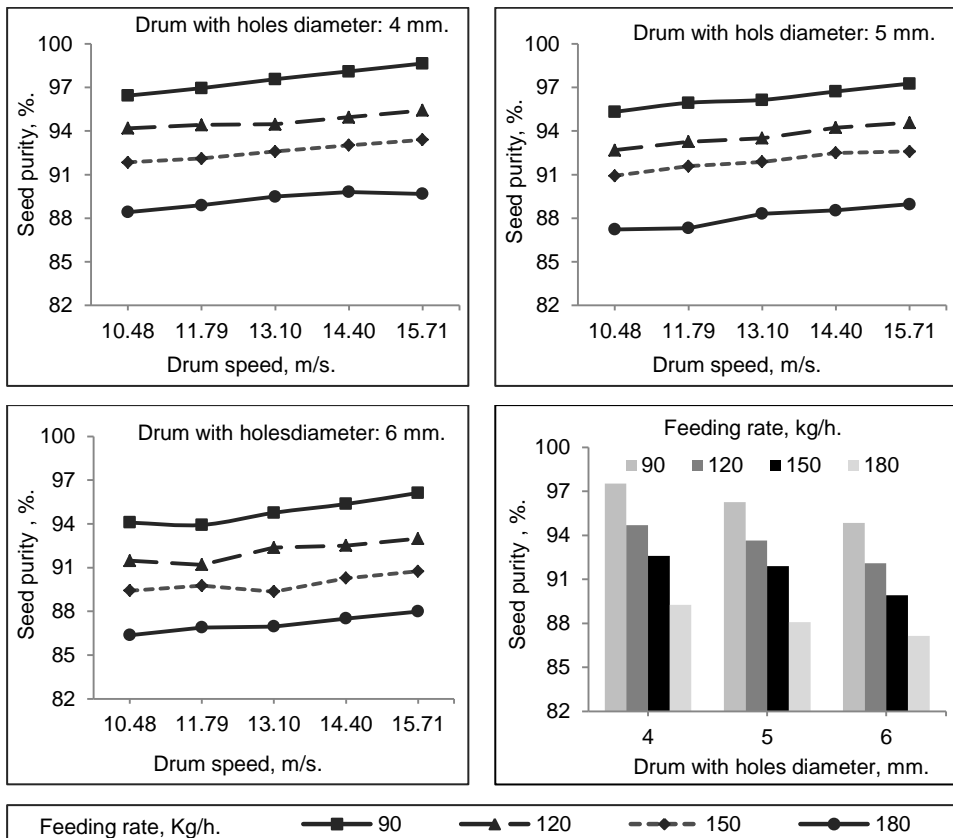 Drum with holes diameter: 4 mm.
100
97
94
91
88
85
82
Seed purity, %.
10.48 11.79 13.10 14.40 15.71
Drum speed, m/s.
Drum with hols diameter: 5 mm.
100
97
94
91
88
85
82
Seed purity, %.
10.48 11.79 13.10 14.40 15.71
Drum speed, m/s.
Drum with holesdiameter: 6 mm.
100
97
94
91
88
85
82
Seed purity , %.
10.48 11.79 13.10 14.40 15.71
Drum speed, m/s.
Feeding rate, kg/h.
90 120 150 180
100
97
94
91
88
85
82
Seed purity , %.
4 5 6
Drum with holes diameter, mm.
Feeding rate, Kg/h. 90 120 150 180